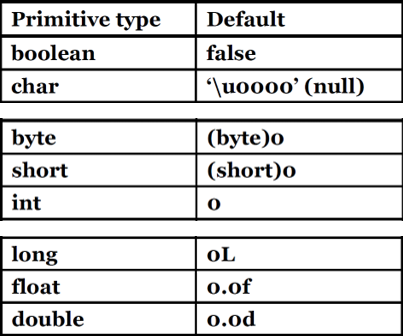 Primitive type Default
boolean false
char ‘\u0000’ (null)
byte (byte)0
short (short)0
int 0
long 0L
float 0.0f
double 0.0d